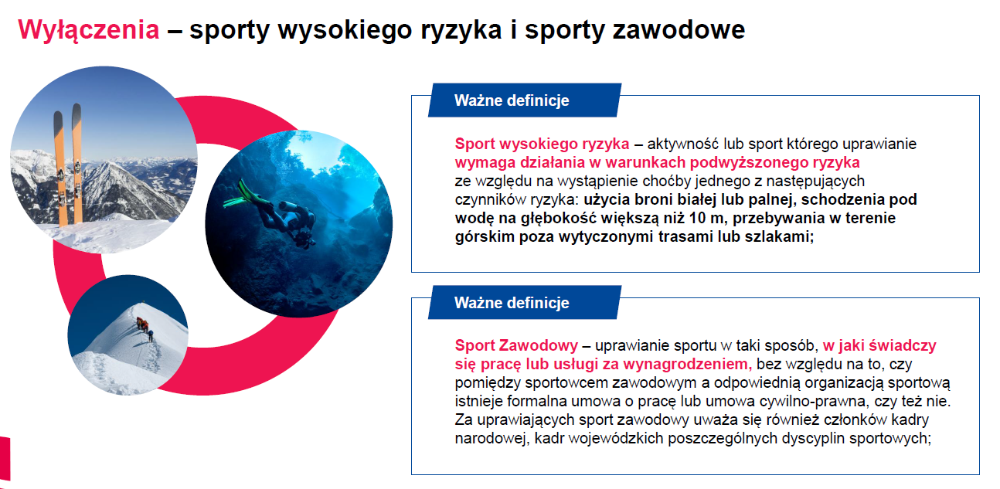 Wyłączenia – sporty wysokiego ryzyka i sporty zawodowe
Ważne definicje
Sport wysokiego ryzyka – aktywność lub sport którego uprawianie
wymaga działania w warunkach podwyższonego ryzyka
ze względu na wystąpienie choćby jednego z następujących
czynników ryzyka: użycia broni białej lub palnej, schodzenia pod
wodę na głębokość większą niż 10 m, przebywania w terenie
górskim poza wytyczonymi trasami lub szlakami;
Ważne definicje
Sport Zawodowy – uprawianie sportu w taki sposób, w jaki świadczy
się pracę lub usługi za wynagrodzeniem, bez względu na to, czy
pomiędzy sportowcem zawodowym a odpowiednią organizacją sportową
istnieje formalna umowa o pracę lub umowa cywilno-prawna, czy też nie.
Za uprawiających sport zawodowy uważa się również członków kadry
narodowej, kadr wojewódzkich poszczególnych dyscyplin sportowych;